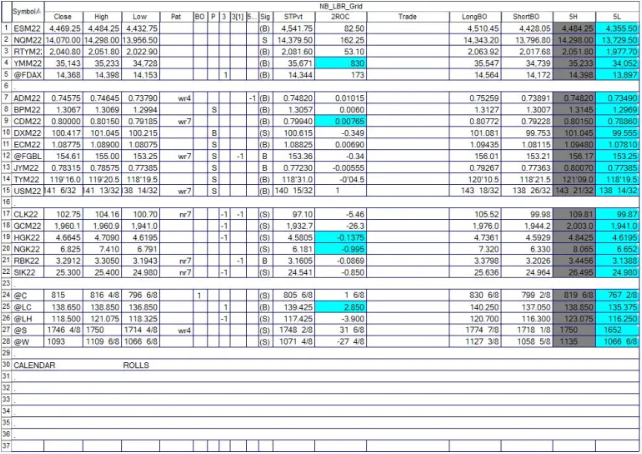 NB_LBR_Grid
Symbol Close High Low Pat BO P 3 3[1] 5... Sig STPvt 2ROC Trade LongBO ShortBO 5H 5L
1 ESM22 4,469.25 4,484.25 4,432.75 (B) 4,541.75 82.50 4,510.45 4,428.05 4,484.25 4,355.50
2 NQM22 14,070.00 14,298.00 13,956.50 S 14,379.50 162.25 14,343.20 13,796.80 14,298.00 13,729.50
3 RTYM2: 2,040.80 2,051.80 2,022.90 (B) 2,081.60 53.10 2,063.92 2,017.68 2,051.80 1,977.70
4 YMM22 35,143 35,233 34,728 (B) 35,671 830 35,547 34,739 35,233 34,052
5 @FDAX 14,368 14,398 14,153 1 (B) 14,344 173 14,564 14,172 14,398 13,897
6
7 ADM22 0.74575 0.74645 0.73790 wr4 -1 (B) 0.74820 0.01015 0.75259 0.73891 0.74820 0.73490
8 BPM22 1.3067 1.3069 1.2994 S (B) 1.3057 0.0060 1.3127 1.3007 1.3145 1.2969
9 CDM22 0.80000 0.80150 0.79185 wr7 (B) 0.79940 0.00765 0.80772 0.79228 0.80150 0.78860
10 DXM22 100.417 101.045 100.215 B (S) 100.615 -0.349 101.081 99.753 101.045 99.555
11 ECM22 1.08775 1.08900 1.08075 S (B) 1.08825 0.00690 1.09435 1.08115 1.09480 1.07810
12 @FGBL 154.61 155.00 153.25 wr7 S -1 B 153.36 -0.34 156.01 153.21 156.17 153.25
13 JYM22 0.78315 0.78575 0.77385 S B 0.77230 -0.00555 0.79267 0.77363 0.80070 0.77385
14 TYM22 119'16.0 119'20.5 118'19.5 S (B) 118'31.0 -0'04.5 120'10.5 118'21.5 121'09.0 118'19.5
15 USM22 141 6/32 141 13/32 138 14/32 wr7 S (B) 140 15/32 1 143 18/32 138 26/32 143 21/32 138 14/32
16
17 CLK22 102.75 104.16 100.70 nr7 -1 -1 (S) 97.10 -5.46 105.52 99.98 109.81 99.87
18 GCM22 1,960.1 1,960.9 1,941.0 -1 (S) 1,932.7 -26.3 1,976.0 1,944.2 2,003.0 1,941.0
19 HGK22 4.6645 4.7090 4.6195 -1 (S) 4.5805 -0.1375 4.7361 4.5929 4.8425 4.6195
20 NGK22 6.825 7.410 6.791 (S) 6.181 -0.995 7.320 6.330 8.065 6.652
21 RBK22 3.2912 3.3050 3.1943 nr7 -1 B 3.1605 -0.0869 3.3798 3.2026 3.4456 3.1388
22 SIK22 25.300 25.400 24.980 nr7 -1 (S) 24.541 -0.850 25.636 24.964 26.495 24.980
23
24 @C 815 816 4/8 796 6/8 1 (S) 805 6/8 1 6/8 830 6/8 799 2/8 819 6/8 767 2/8
25 @LC 138.650 138.850 136.850 1 (B) 139.425 2.850 140.250 137.050 138.850 135.375
26 @LH 118.500 121.075 118.325 -1 (S) 117.425 -3.900 120.700 116.300 123.075 116.250
27 @S 1746 4/8 1750 1714 4/8 wr4 (S) 1748 2/8 31 6/8 1774 7/8 1718 1/8 1750 1652
28 @W 1093 1109 6/8 1066 6/8 (S) 1071 4/8 -27 4/8 1127 3/8 1058 5/8 1135 1066 6/8
29
30 CALENDAR ROLLS
31
32
33
34
35
36
37